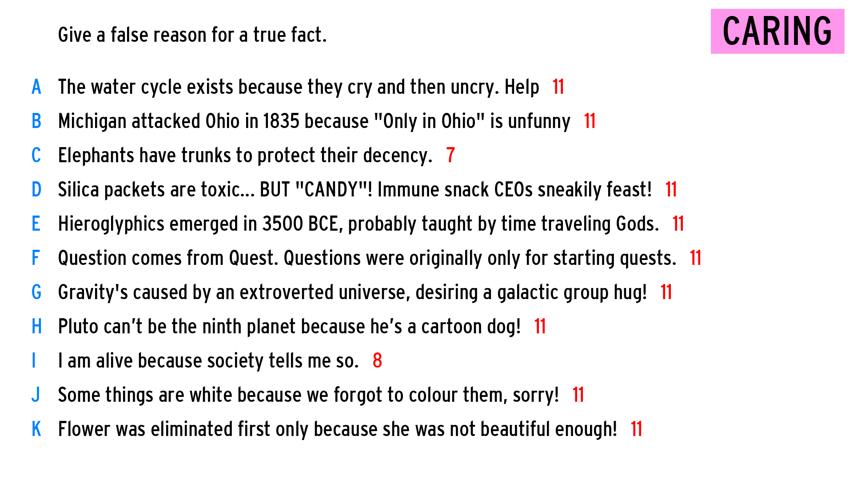 Give a false reason for a true fact.
CARING
A The water cycle exists because they cry and then uncry. Help 11
B Michigan attacked Ohio in 1835 because "Only in Ohio" is unfunny 11
C Elephants have trunks to protect their decency. 7
D Silica packets are toxic... BUT "CANDY"! Immune snack CEOs sneakily feast! 11
E Hieroglyphics emerged in 3500 BCE, probably taught by time traveling Gods. 11
F Question comes from Quest. Questions were originally only for starting quests. 11
G Gravity's caused by an extroverted universe, desiring a galactic group hug! 11
H Pluto can’t be the ninth planet because he’s a cartoon dog! 11
I I am alive because society tells me so. 8
J Some things are white because we forgot to colour them, sorry! 11
K Flower was eliminated first only because she was not beautiful enough! 11